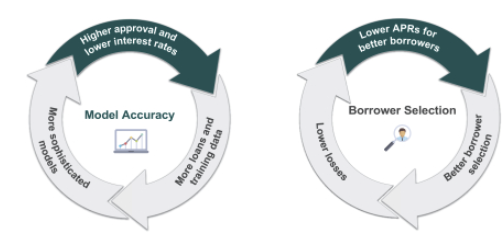 Higher approval and
lower interest rates
Model Accuracy
More loans and
training data
More sophisticated
models
Lower APRs for
better borrowers
Borrower Selection
Better borrower
selection
Lower losses